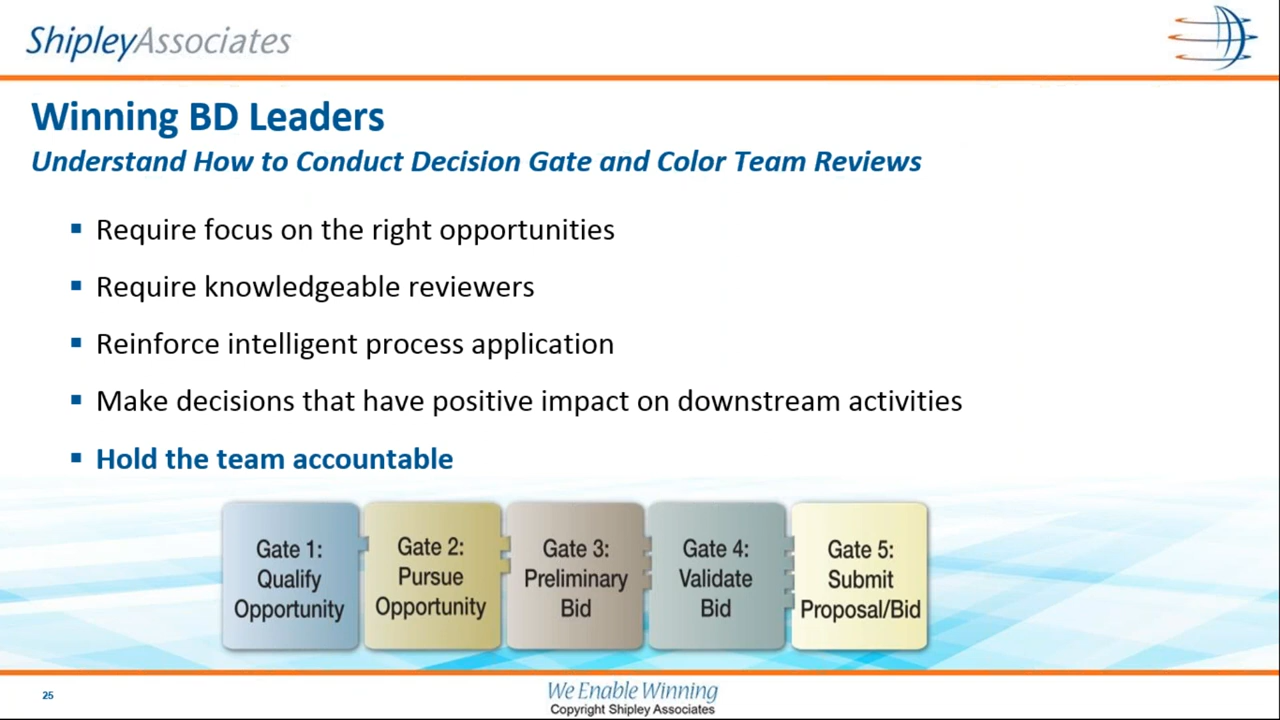 ShipleyAssociates
Winning BD Leaders
Understand How to Conduct Decision Gate and Color Team Reviews
Require focus on the right opportunities
Require knowledgeable reviewers
Reinforce intelligent process application
Make decisions that have positive impact on downstream activities
Hold the team accountable
Gate 1:
Qualify
Opportunity
Gate 2:
Pursue
Opportunity
Gate 3:
Preliminary
Bid
Gate 4:
Validate
Bid
Gate 5:
Submit
Proposal/Bid
25
We Enable Winning
Copyright Shipley Associates